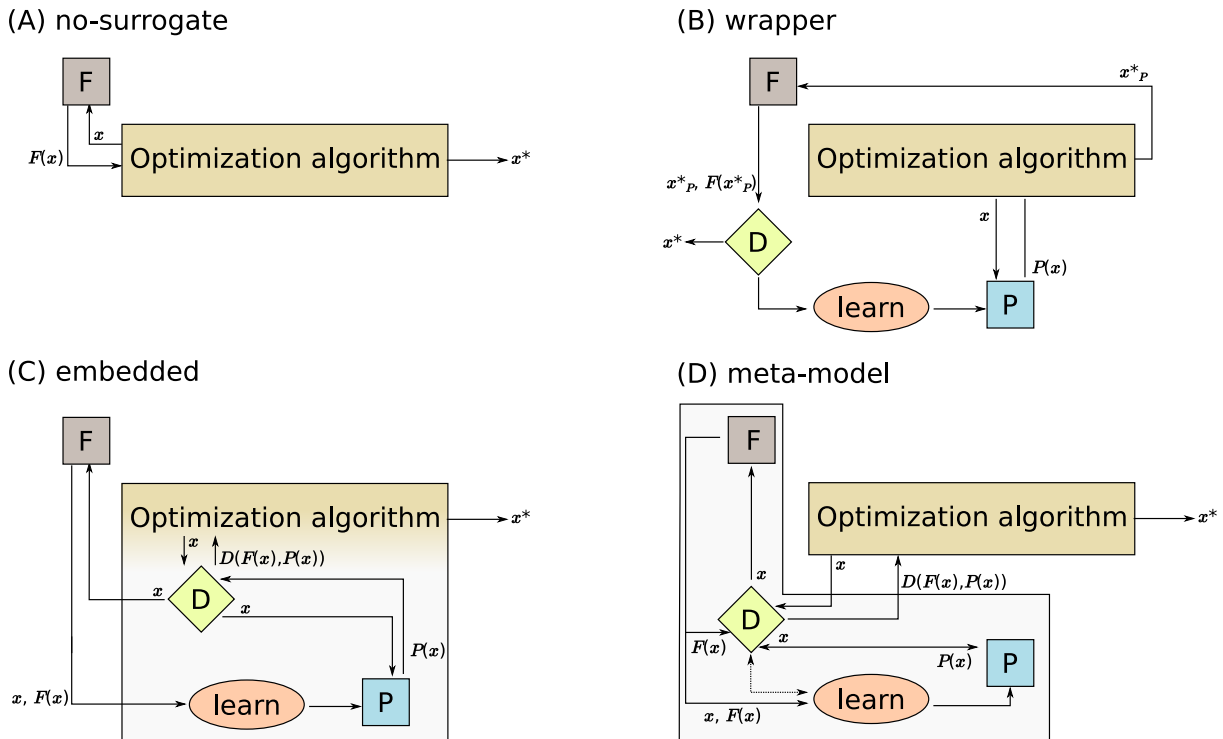 (A) no-surrogate
F
x
F(x)
Optimization algorithm
x*
(B) wrapper
F
x*P
Optimization algorithm
x*P, F(x*P)
x
D
x*
P(x)
learn
P
(C) embedded
F
Optimization algorithm
x*
x
D(F(x),P(x))
x
D
x
P(x)
x, F(x)
learn
P
(D) meta-model
F
Optimization algorithm
x*
x
x
D(F(x),P(x))
D
F(x)
x
P(x)
P
learn
x, F(x)